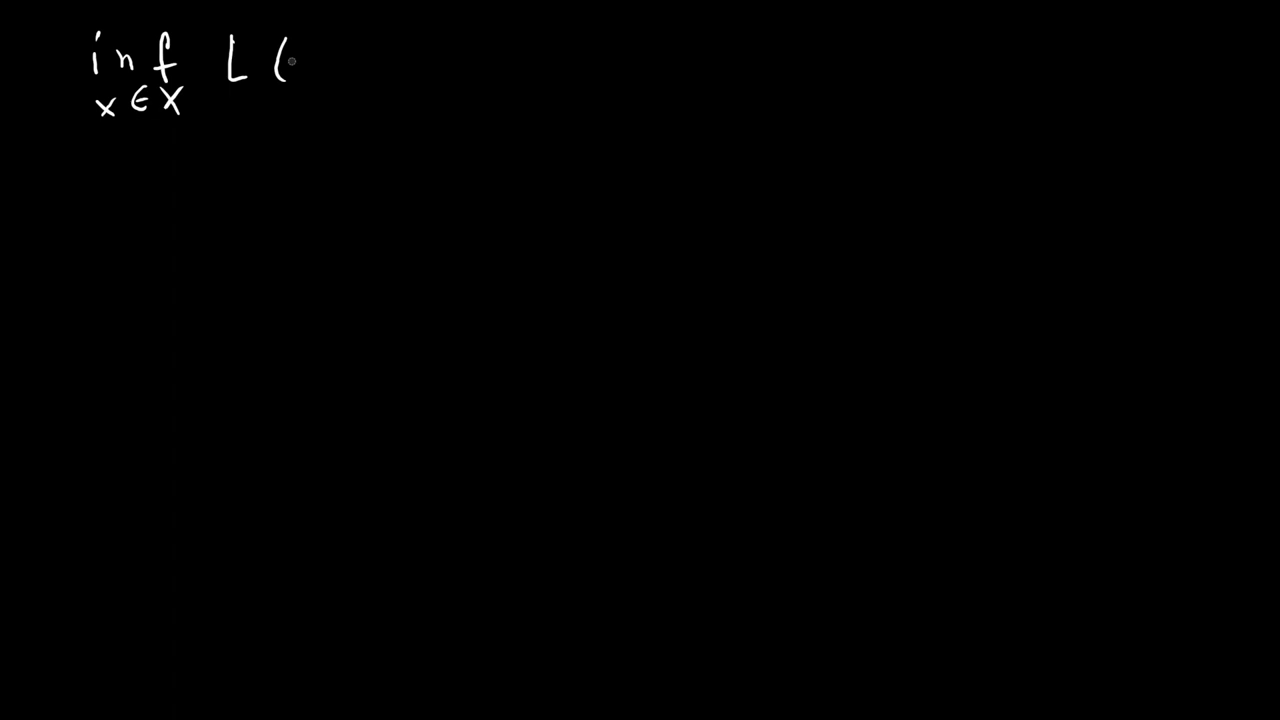 inf L (
x ∈ X